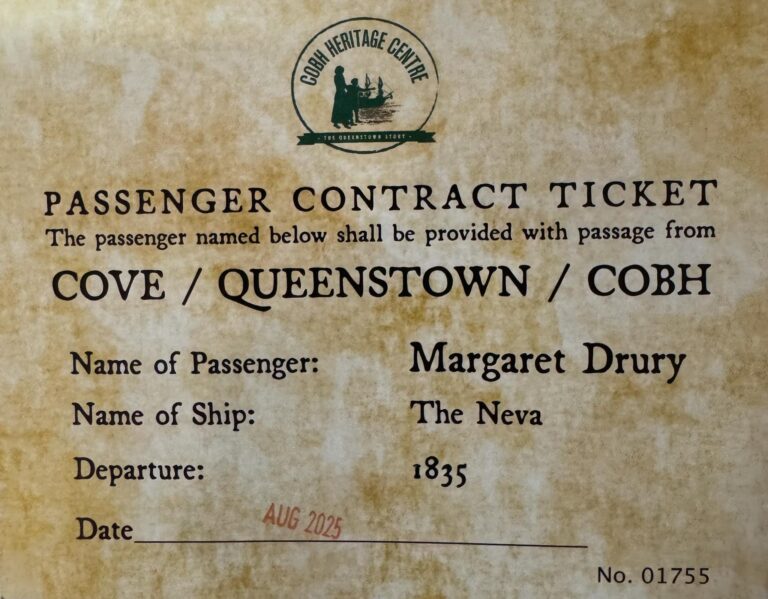 COBH HERITAGE CENTRE
· THE QUEENSTOWN STORY ·
PASSENGER CONTRACT TICKET
The passenger named below shall be provided with passage from
COVE / QUEENSTOWN / COBH
Name of Passenger: Margaret Drury
Name of Ship: The Neva
Departure: 1835
Date AUG 2025
No. 01755